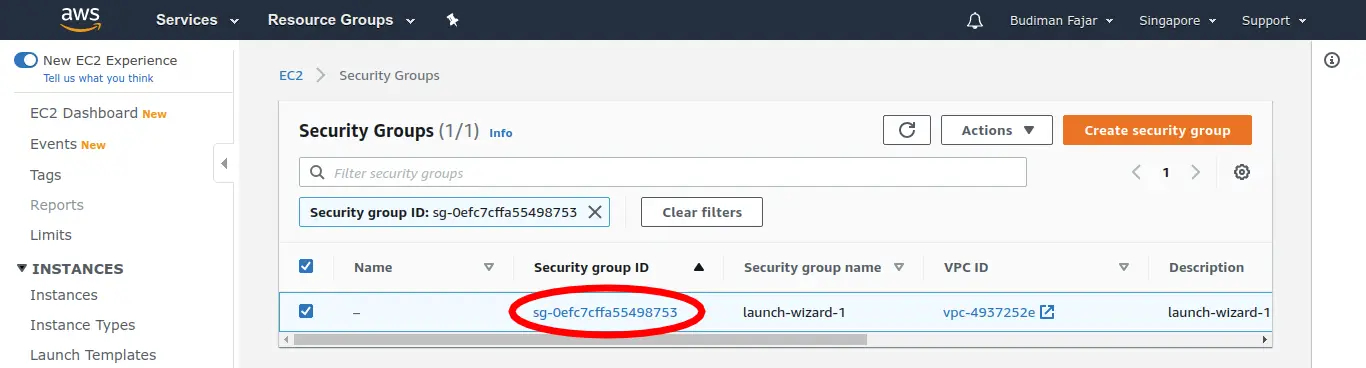 aws Services Resource Groups Budiman Fajar Singapore Support
New EC2 Experience
Tell us what you think
EC2 Dashboard New
Events New
Tags
Reports
Limits
INSTANCES
Instances
Instance Types
Launch Templates
EC2 Security Groups
Security Groups (1/1) Info Actions Create security group
Filter security groups 1
Security group ID: sg-0efc7cffa55498753 Clear filters
Name Security group ID Security group name VPC ID Description
– sg-0efc7cffa55498753 launch-wizard-1 vpc-4937252e launch-wizard-1